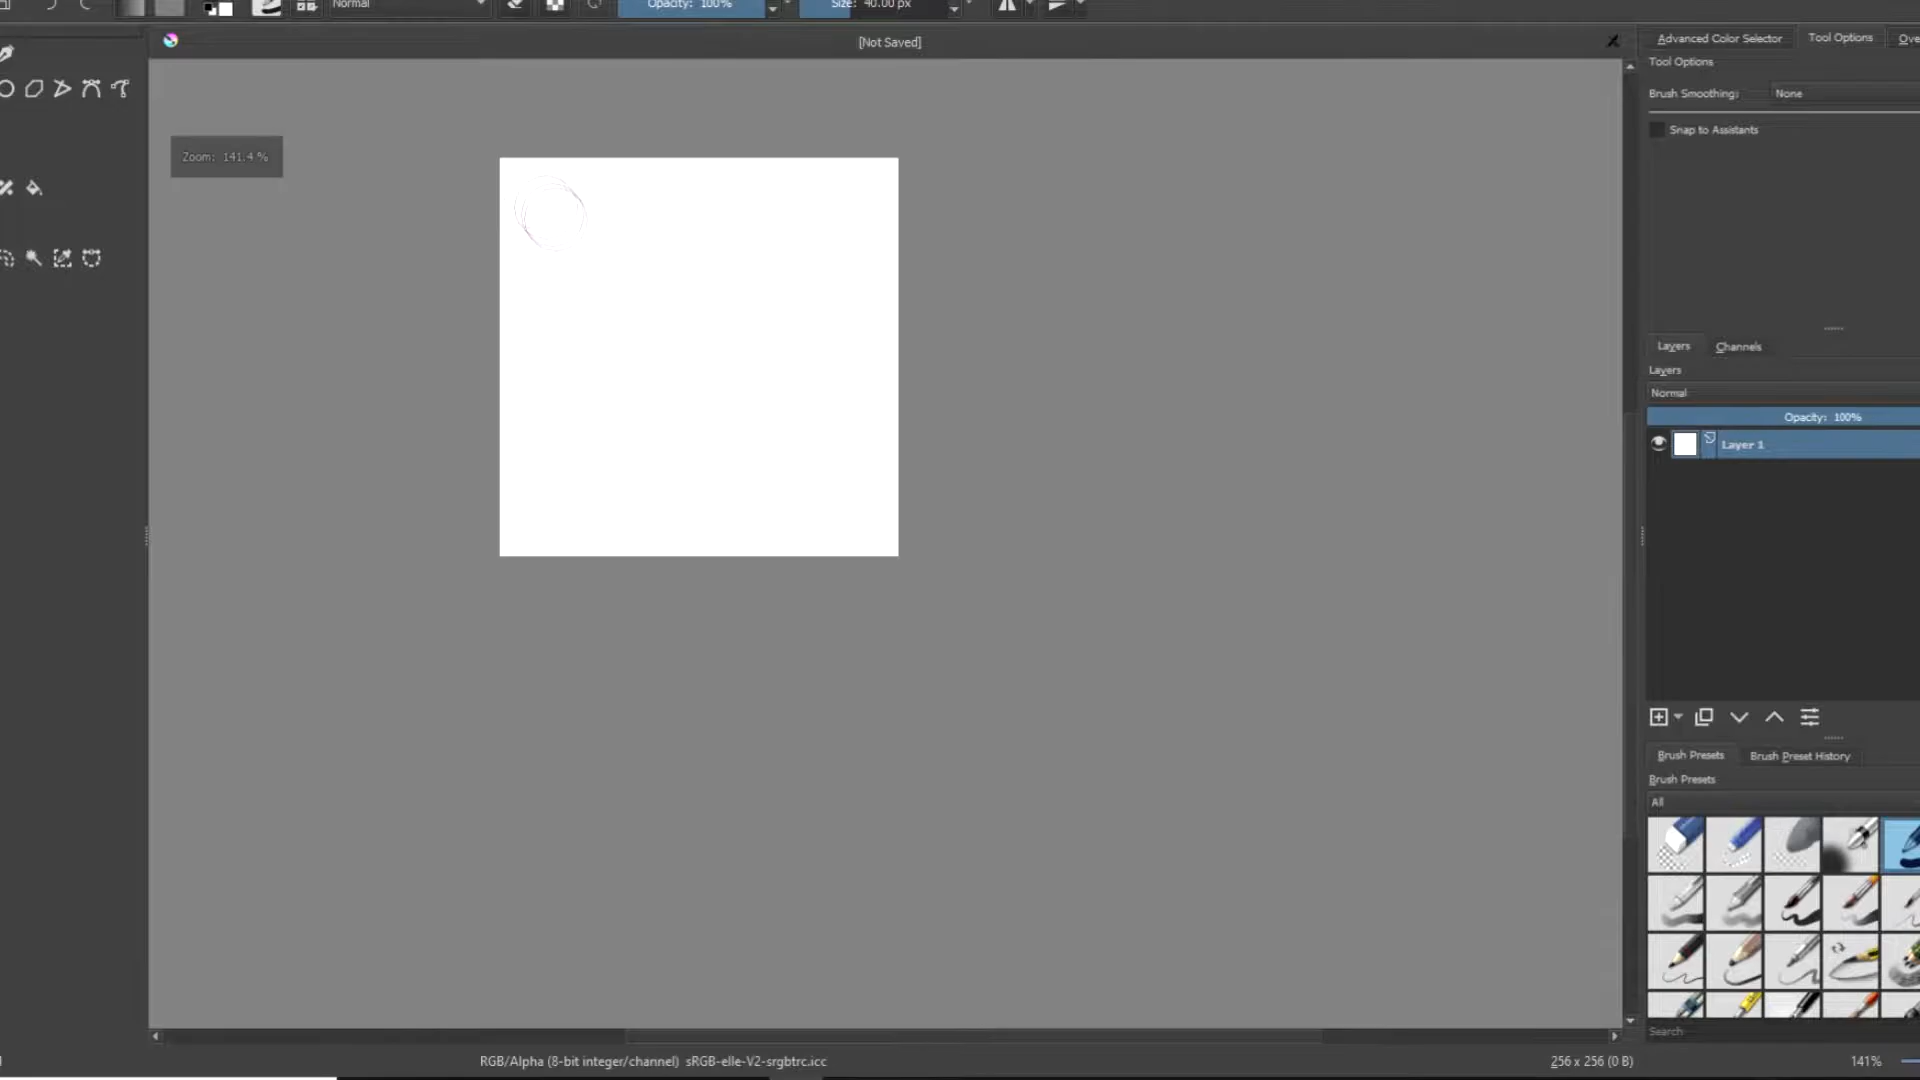 Normal
Opacity: 100%
Size: 40.00 px
[Not Saved]
Advanced Color Selector
Tool Options
Ove
Tool Options
Brush Smoothing:
None
Snap to Assistants
Zoom: 141.4 %
Layers
Channels
Layers
Normal
Opacity: 100%
Layer 1
Brush Presets
Brush Preset History
Brush Presets
All
Search
RGB/Alpha (8-bit integer/channel) sRGB-elle-V2-srgbtrc.icc
256 x 256 (0 B)
141%